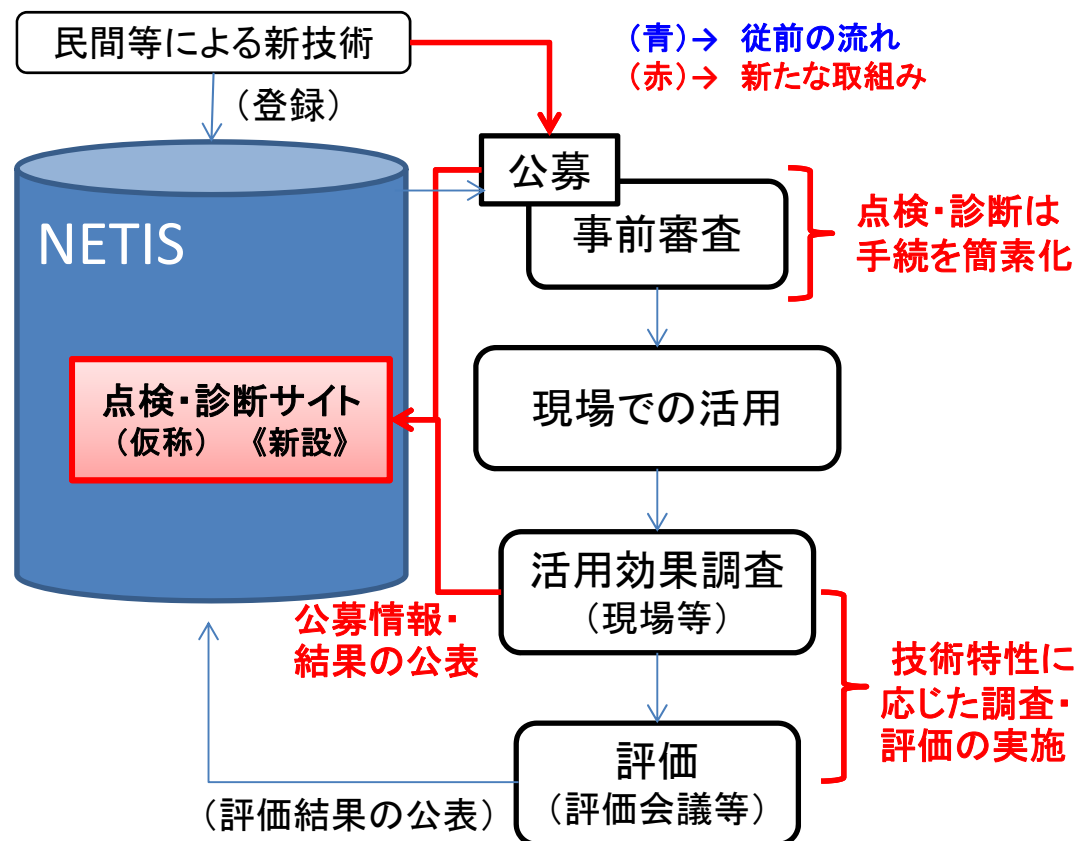 民間等による新技術
(青)→ 従前の流れ
(赤)→ 新たな取組み
(登録)
公募
事前審査
点検・診断は
手続を簡素化
NETIS
点検・診断サイト
(仮称) 《新設》
現場での活用
活用効果調査
(現場等)
公募情報・
結果の公表
技術特性に
応じた調査・
評価の実施
評価
(評価会議等)
(評価結果の公表)